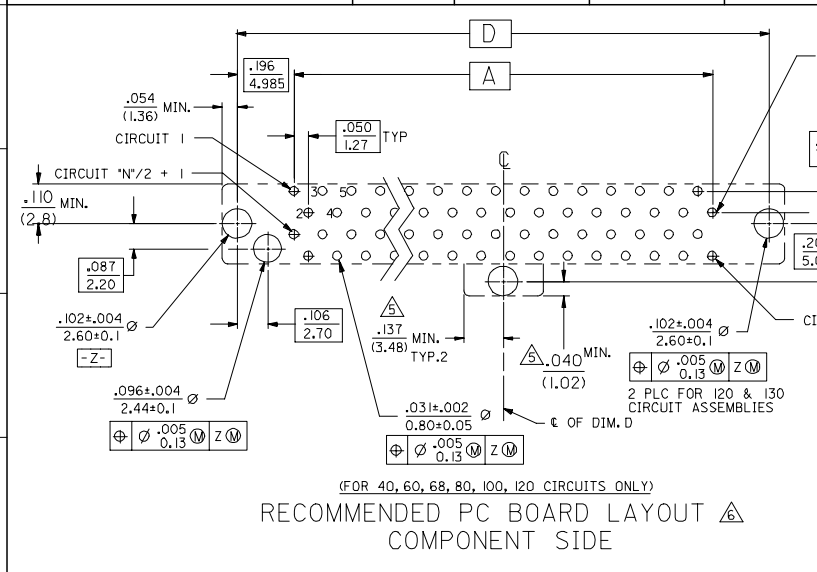 D
.196
4.985
A
.054
(1.36)
MIN.
CIRCUIT 1
.050
1.27
TYP
℄
CIRCUIT "N"/2 + 1
.110
(2.8)
MIN.
3 5
2 4
.087
2.20
.20
5.0
.102±.004
2.60±0.1
Ø
-Z-
.106
2.70
5
.137
(3.48)
MIN.
TYP.2
5
.040
(1.02)
MIN.
.102±.004
2.60±0.1
Ø
CI
⌖ Ø .005 Ⓜ Z Ⓜ
0.13
2 PLC FOR 120 & 130
CIRCUIT ASSEMBLIES
.096±.004
2.44±0.1
Ø
⌖ Ø .005 Ⓜ Z Ⓜ
0.13
.031±.002
0.80±0.05
Ø
℄ OF DIM.D
⌖ Ø .005 Ⓜ Z Ⓜ
0.13
(FOR 40, 60, 68, 80, 100, 120 CIRCUITS ONLY)
RECOMMENDED PC BOARD LAYOUT 6
COMPONENT SIDE